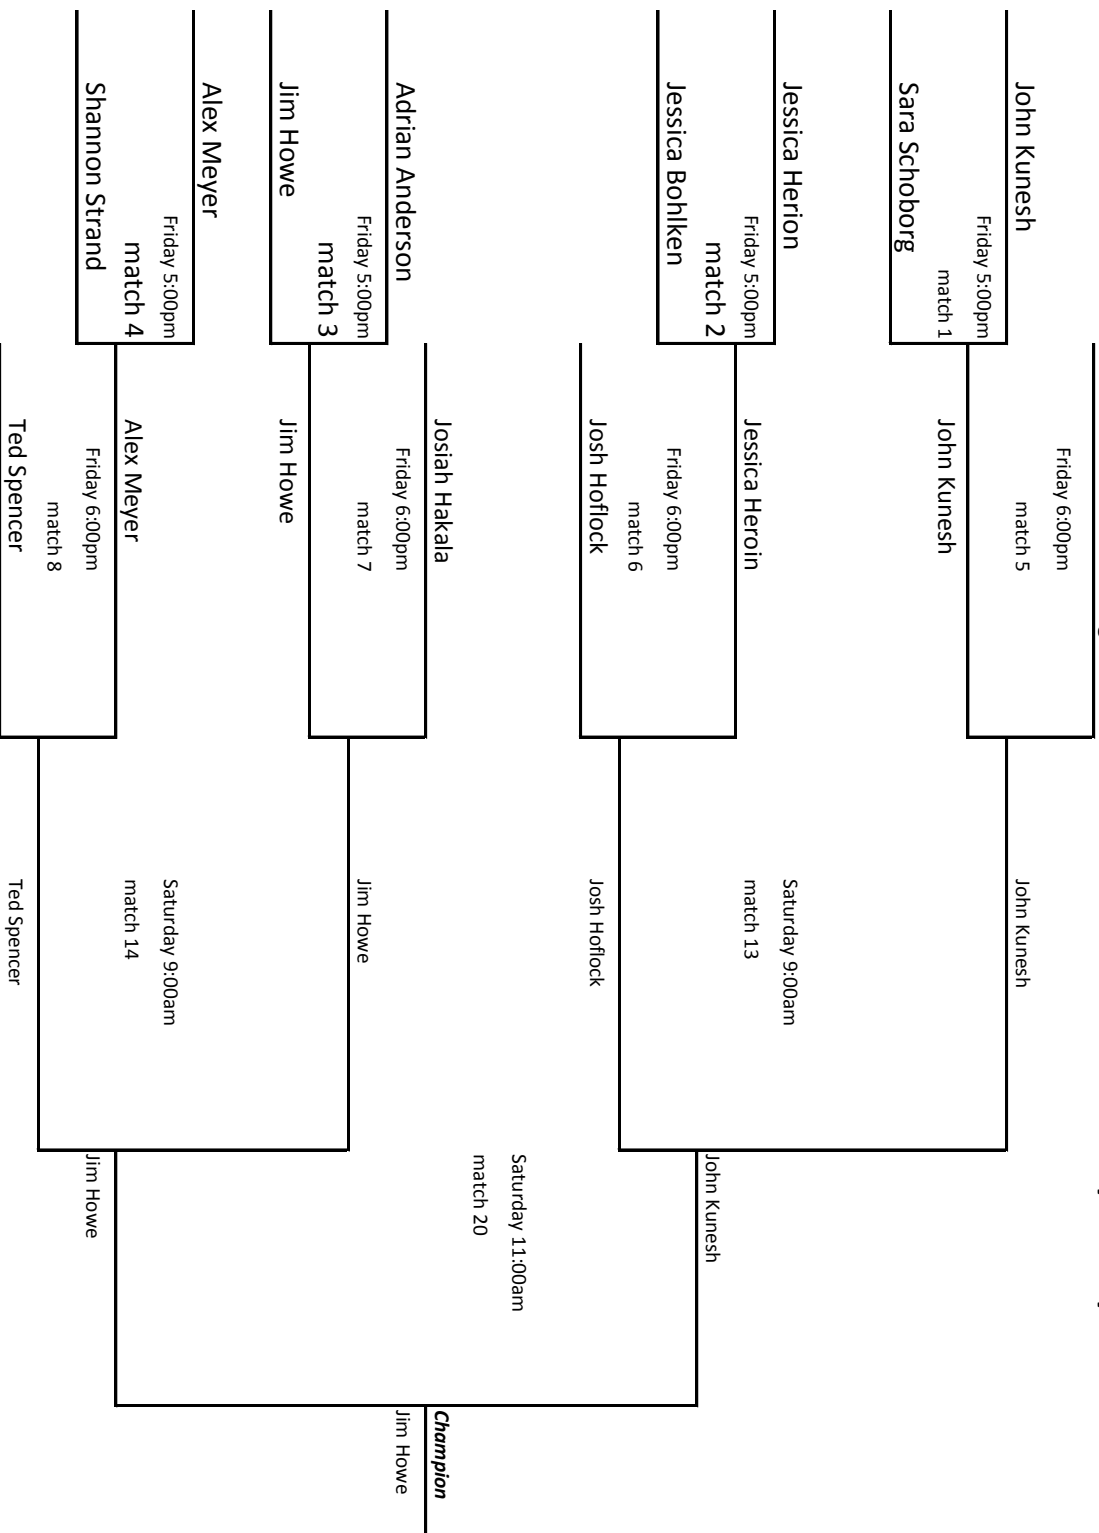 John Kunesh
Friday 5:00pm
match 1
Sara Schoborg
Jessica Herion
Friday 5:00pm
match 2
Jessica Bohlken
Adrian Anderson
Friday 5:00pm
match 3
Jim Howe
Alex Meyer
Friday 5:00pm
match 4
Shannon Strand
Friday 6:00pm
match 5
John Kunesh
Jessica Heroin
Friday 6:00pm
match 6
Josh Hoflock
Josiah Hakala
Friday 6:00pm
match 7
Jim Howe
Alex Meyer
Friday 6:00pm
match 8
Ted Spencer
John Kunesh
Saturday 9:00am
match 13
Josh Hoflock
Jim Howe
Saturday 9:00am
match 14
Ted Spencer
John Kunesh
Saturday 11:00am
match 20
Jim Howe
Champion
Jim Howe